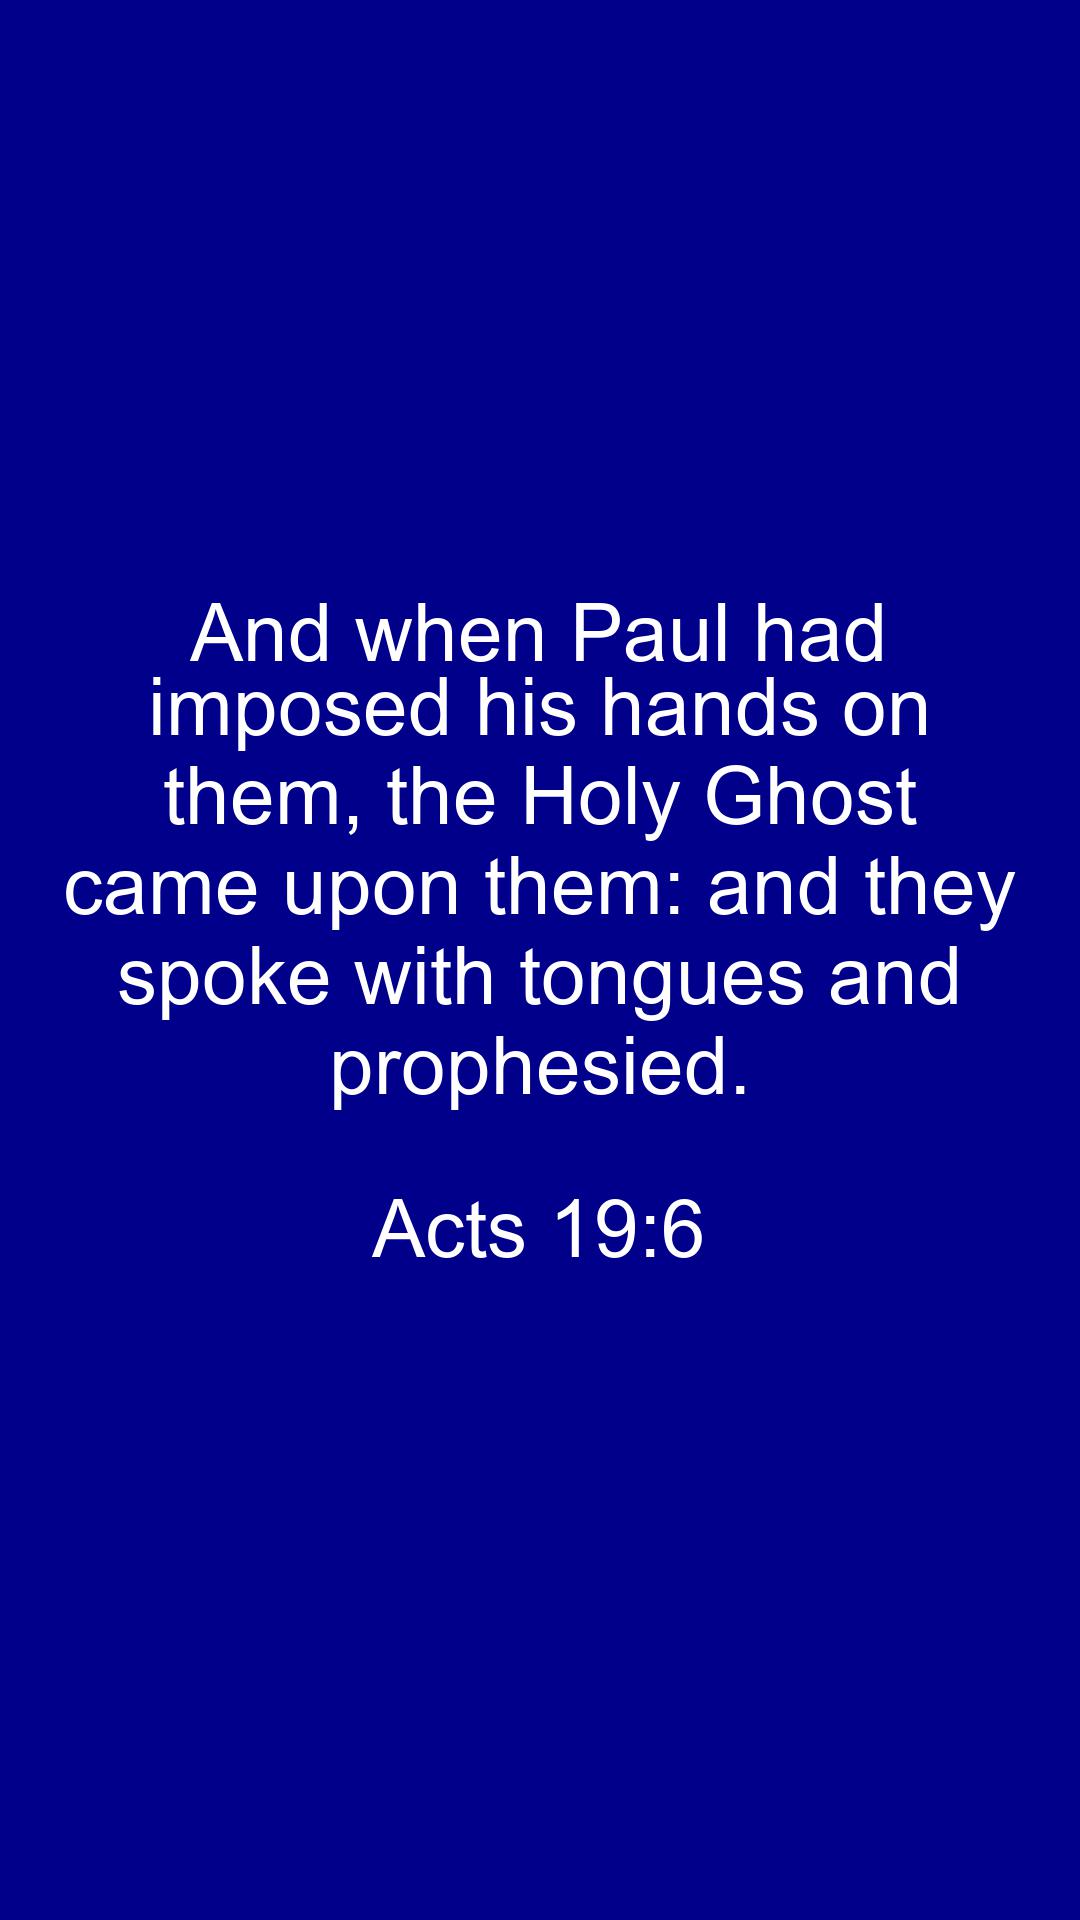 And when Paul had
imposed his hands on
them, the Holy Ghost
came upon them: and they
spoke with tongues and
prophesied.
Acts 19:6